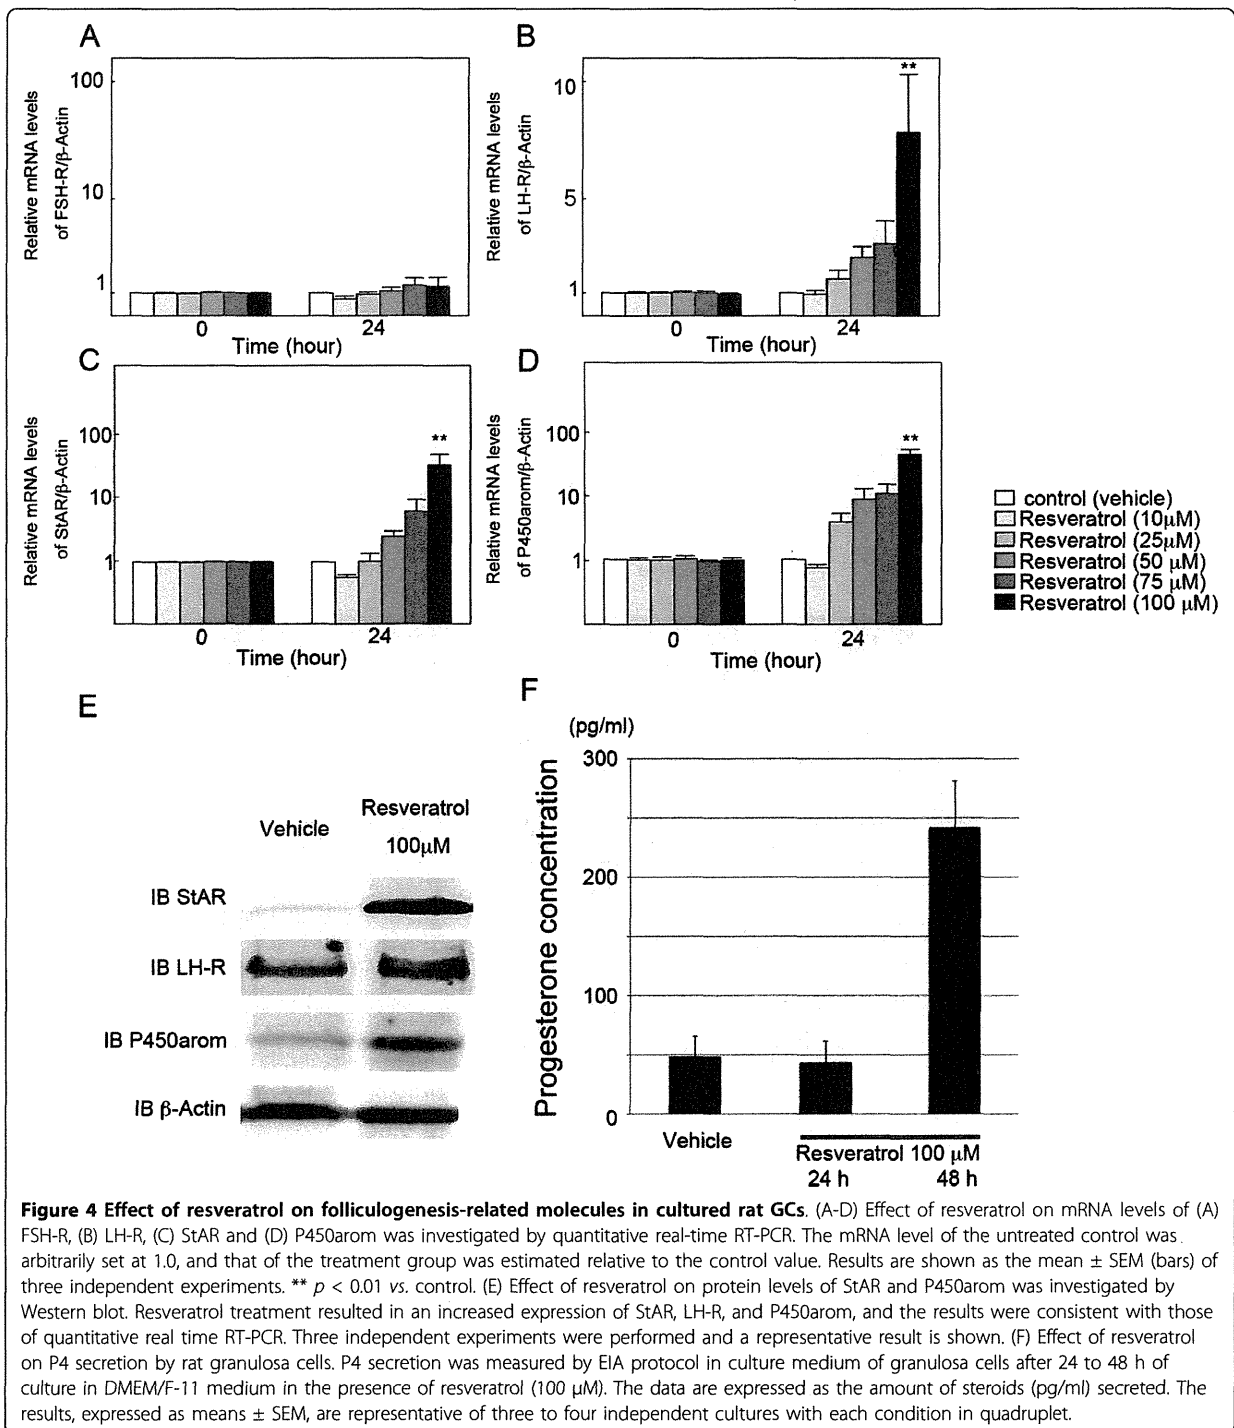 A
Relative mRNA levels
of FSH-R/β-Actin
100
10
1
0
24
Time (hour)
B
Relative mRNA levels
of LH-R/β-Actin
10
5
1
**
0
24
Time (hour)
C
Relative mRNA levels
of StAR/β-Actin
100
10
1
**
0
24
Time (hour)
D
Relative mRNA levels
of P450arom/β-Actin
100
10
1
**
0
24
Time (hour)
control (vehicle)
Resveratrol (10μM)
Resveratrol (25μM)
Resveratrol (50 μM)
Resveratrol (75 μM)
Resveratrol (100 μM)
E
Vehicle
Resveratrol
100μM
IB StAR
IB LH-R
IB P450arom
IB β-Actin
F
(pg/ml)
Progesterone concentration
300
200
100
0
Vehicle
Resveratrol 100 μM
24 h
48 h
Figure 4 Effect of resveratrol on folliculogenesis-related molecules in cultured rat GCs. (A-D) Effect of resveratrol on mRNA levels of (A)
FSH-R, (B) LH-R, (C) StAR and (D) P450arom was investigated by quantitative real-time RT-PCR. The mRNA level of the untreated control was
arbitrarily set at 1.0, and that of the treatment group was estimated relative to the control value. Results are shown as the mean ± SEM (bars) of
three independent experiments. ** p < 0.01 vs. control. (E) Effect of resveratrol on protein levels of StAR and P450arom was investigated by
Western blot. Resveratrol treatment resulted in an increased expression of StAR, LH-R, and P450arom, and the results were consistent with those
of quantitative real time RT-PCR. Three independent experiments were performed and a representative result is shown. (F) Effect of resveratrol
on P4 secretion by rat granulosa cells. P4 secretion was measured by EIA protocol in culture medium of granulosa cells after 24 to 48 h of
culture in DMEM/F-11 medium in the presence of resveratrol (100 μM). The data are expressed as the amount of steroids (pg/ml) secreted. The
results, expressed as means ± SEM, are representative of three to four independent cultures with each condition in quadruplet.